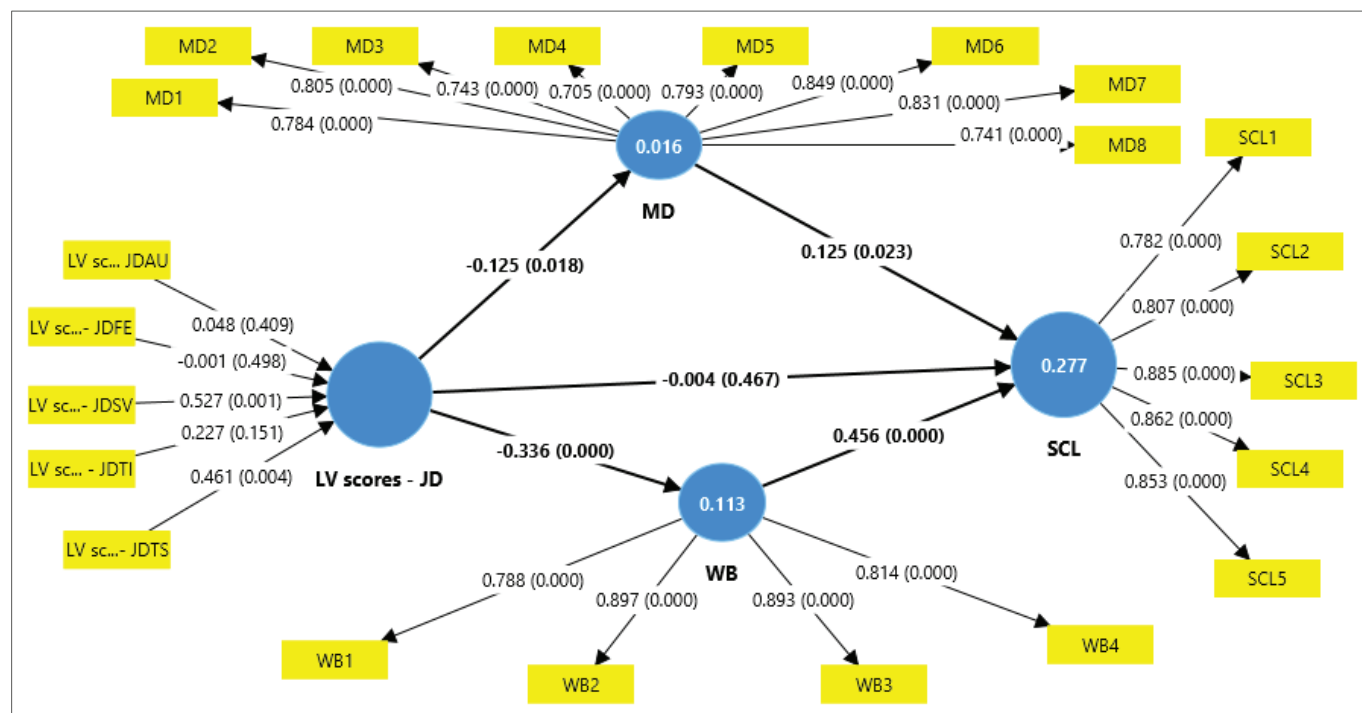 MD2
MD3
MD4
MD5
MD6
MD1
MD7
MD8
0.805 (0.000)
0.743 (0.000)
0.705 (0.000)
0.793 (0.000)
0.849 (0.000)
0.831 (0.000)
0.784 (0.000)
0.741 (0.000)
0.016
MD
SCL1
SCL2
SCL3
SCL4
SCL5
0.782 (0.000)
0.807 (0.000)
0.885 (0.000)
0.862 (0.000)
0.853 (0.000)
-0.125 (0.018)
0.125 (0.023)
LV sc... JDAU
LV sc...- JDFE
LV sc...- JDSV
LV sc... - JDTI
LV sc...- JDTS
0.048 (0.409)
-0.001 (0.498)
0.527 (0.001)
0.227 (0.151)
0.461 (0.004)
LV scores - JD
-0.004 (0.467)
0.277
SCL
-0.336 (0.000)
0.456 (0.000)
0.113
WB
0.788 (0.000)
0.897 (0.000)
0.893 (0.000)
0.814 (0.000)
WB1
WB2
WB3
WB4